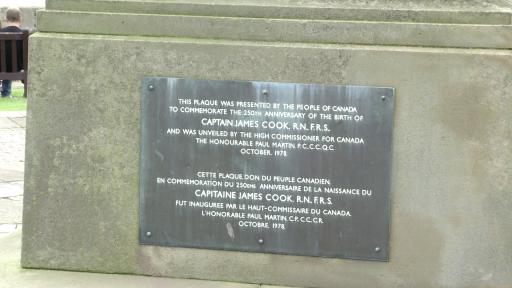 THIS PLAQUE WAS PRESENTED BY THE PEOPLE OF CANADA
TO COMMEMORATE THE 250TH ANNIVERSARY OF THE BIRTH OF
CAPTAIN JAMES COOK, R.N. F.R.S.
AND WAS UNVEILED BY THE HIGH COMMISSIONER FOR CANADA
THE HONOURABLE PAUL MARTIN, P.C. C.C. Q.C.
OCTOBER, 1978.
CETTE PLAQUE, DON DU PEUPLE CANADIEN,
EN COMMEMORATION DU 250EME ANNIVERSAIRE DE LA NAISSANCE DU
CAPITAINE JAMES COOK, R.N. F.R.S.
FUT INAUGUREE PAR LE HAUT-COMMISSAIRE DU CANADA
L'HONORABLE PAUL MARTIN, C.P. C.C. C.R.
OCTOBRE, 1978.